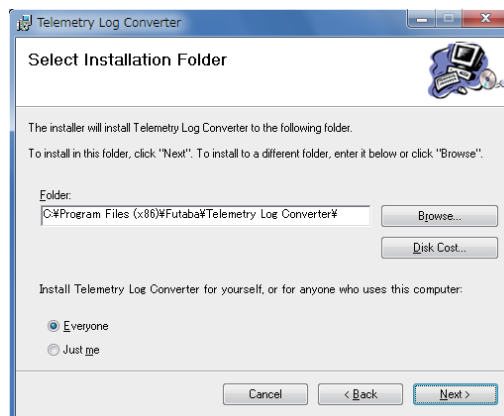 Telemetry Log Converter
Select Installation Folder
The installer will install Telemetry Log Converter to the following folder.
To install in this folder, click "Next". To install to a different folder, enter it below or click "Browse".
Folder:
C:¥Program Files (x86)¥Futaba¥Telemetry Log Converter¥
Browse...
Disk Cost...
Install Telemetry Log Converter for yourself, or for anyone who uses this computer:
Everyone
Just me
Cancel
< Back
Next >